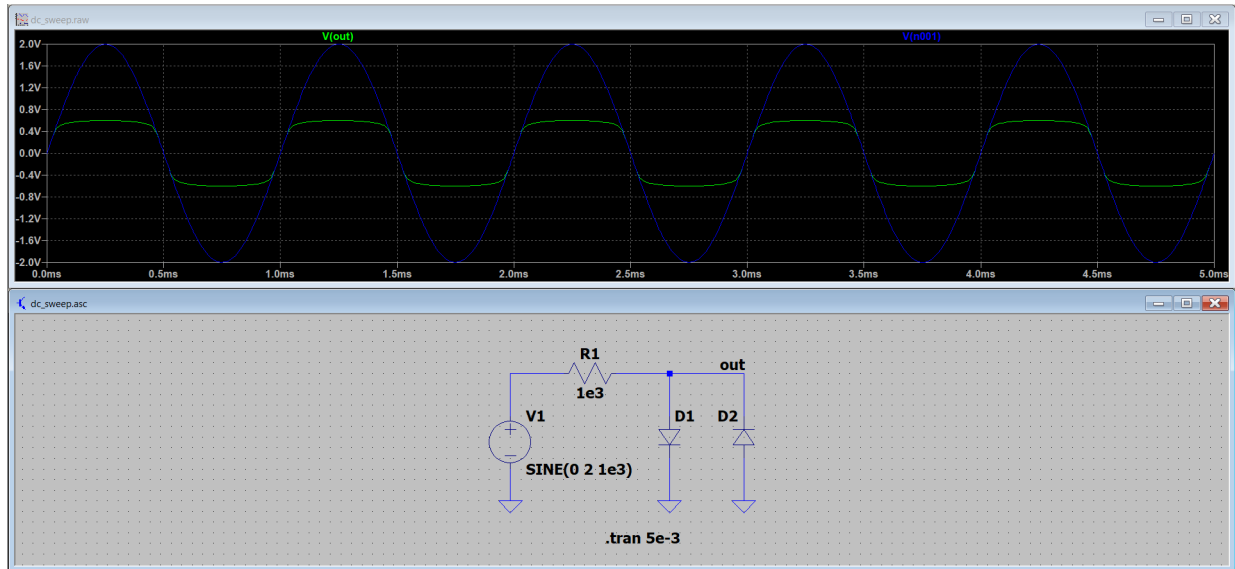 dc_sweep.raw
V(out) V(n001)
2.0V
1.6V
1.2V
0.8V
0.4V
0.0V
-0.4V
-0.8V
-1.2V
-1.6V
-2.0V
0.0ms 0.5ms 1.0ms 1.5ms 2.0ms 2.5ms 3.0ms 3.5ms 4.0ms 4.5ms 5.0ms
dc_sweep.asc
R1
out
1e3
V1 D1 D2
SINE(0 2 1e3)
.tran 5e-3